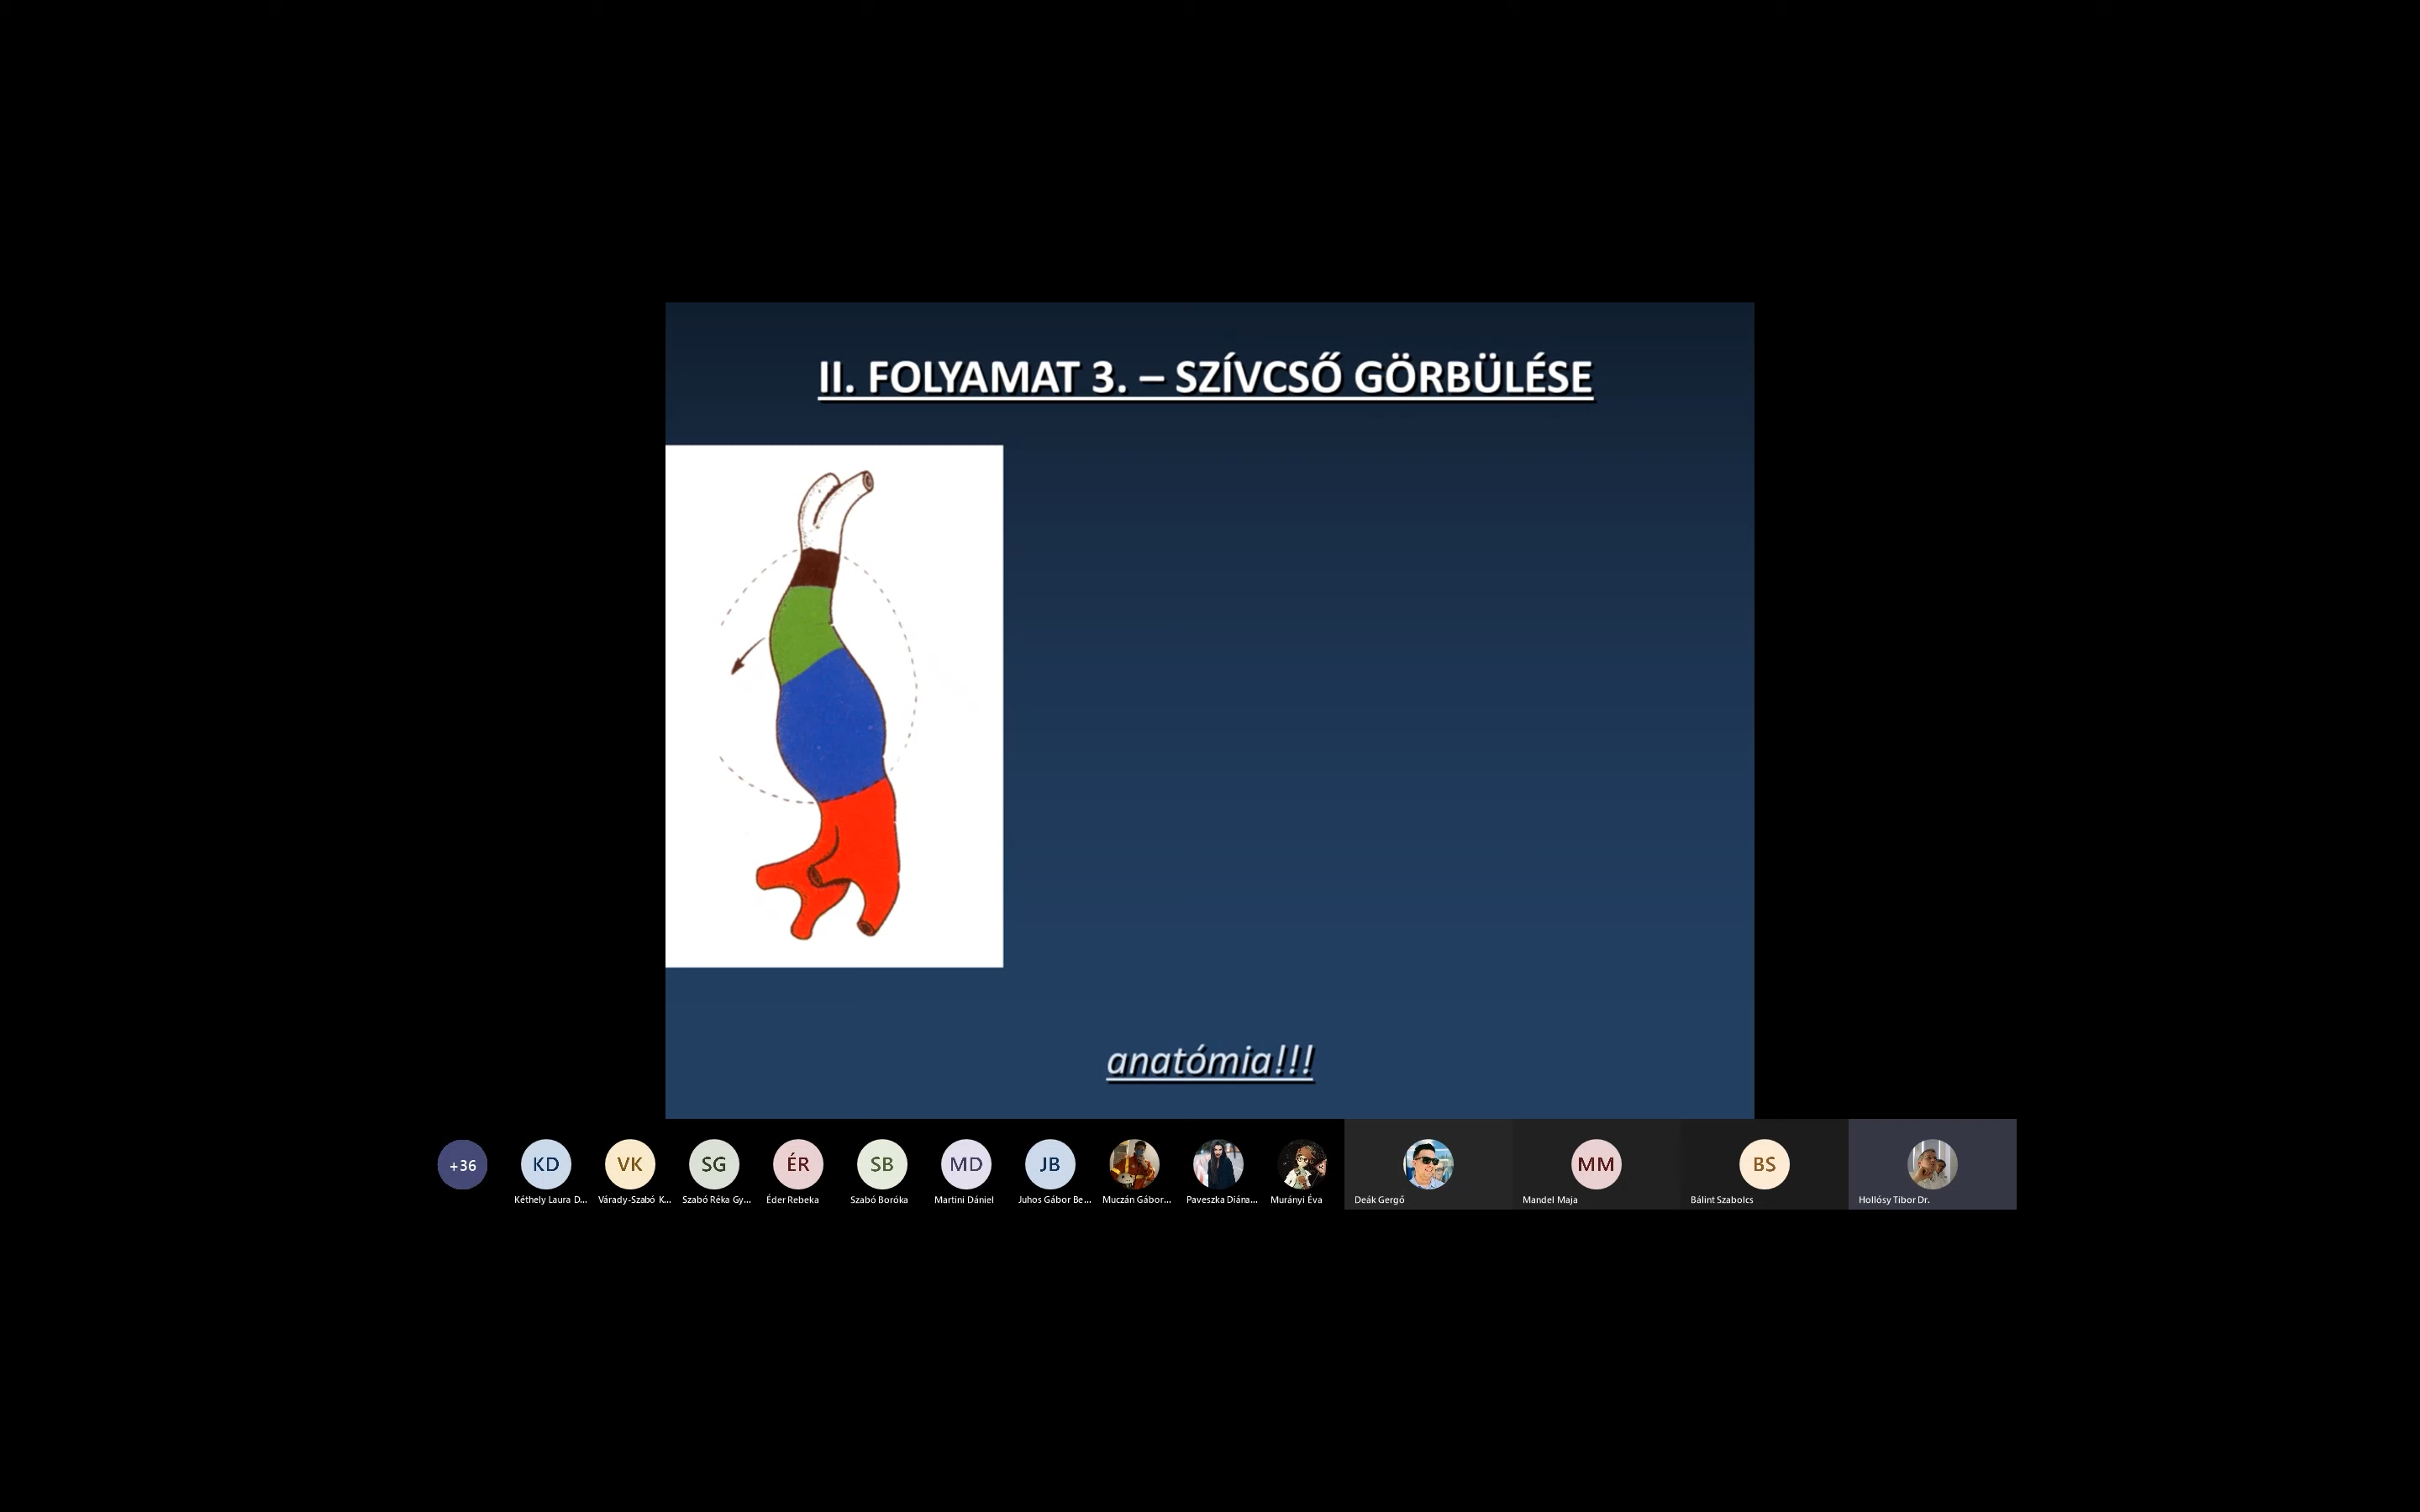 II. FOLYAMAT 3. – SZÍVCSŐ GÖRBÜLÉSE
anatómia!!!
+36
KD
VK
SG
ÉR
SB
MD
JB
MM
BS
Kéthely Laura D...
Várady-Szabó K...
Szabó Réka Gy...
Éder Rebeka
Szabó Boróka
Martini Dániel
Juhos Gábor Be...
Muczán Gábor...
Paveszka Diána...
Murányi Éva
Deák Gergő
Mandel Maja
Bálint Szabolcs
Hollósy Tibor Dr.